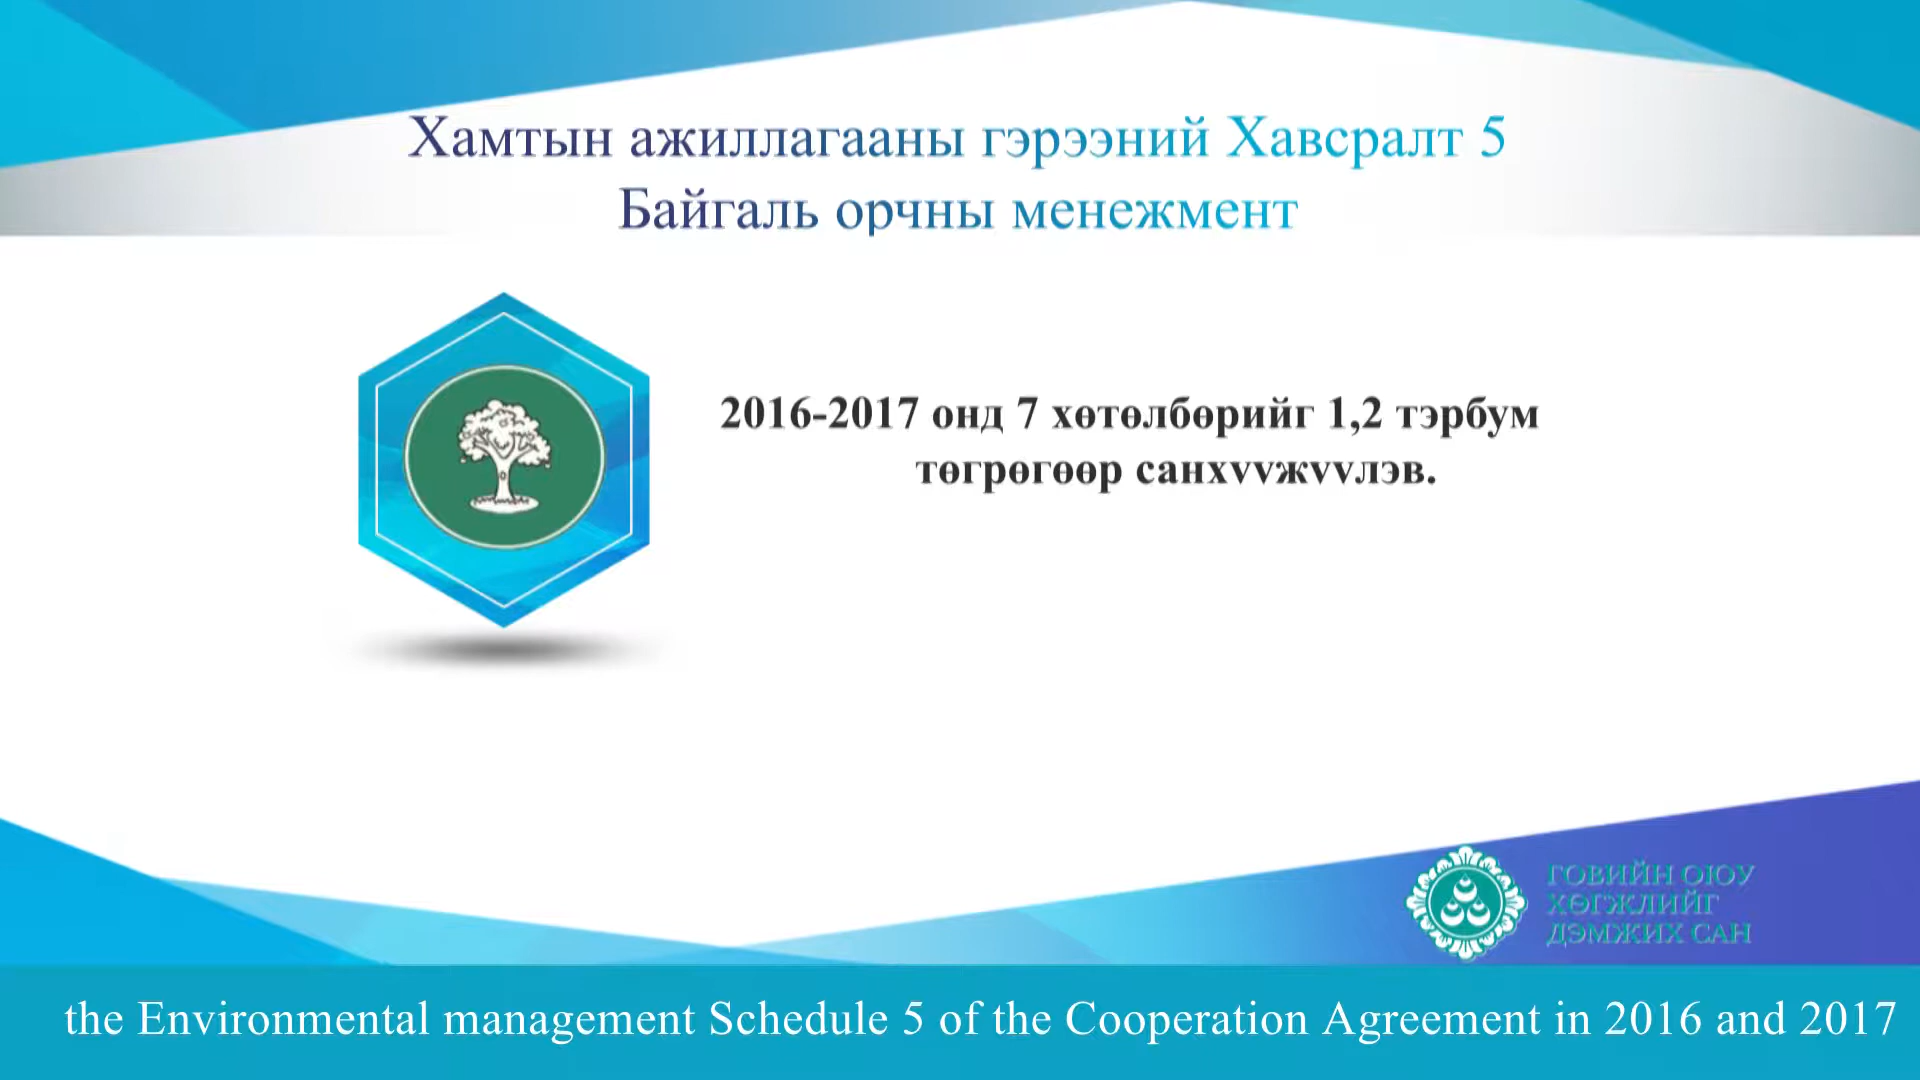 Хамтын ажиллагааны гэрээний Хавсралт 5
Байгаль орчны менежмент
2016-2017 онд 7 хөтөлбөрийг 1,2 тэрбум
төгрөгөөр санхvvжvvлэв.
ГОВИЙН ОЮУ
ХӨГЖЛИЙГ
ДЭМЖИХ САН
the Environmental management Schedule 5 of the Cooperation Agreement in 2016 and 2017